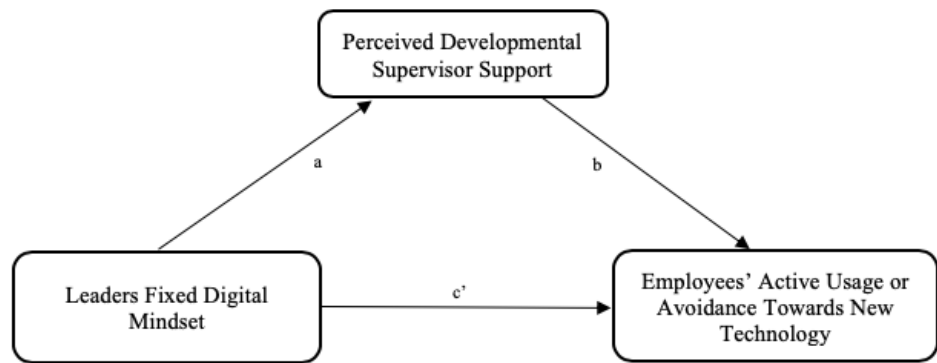 Perceived Developmental
Supervisor Support
a
b
Leaders Fixed Digital
Mindset
c’
Employees’ Active Usage or
Avoidance Towards New
Technology